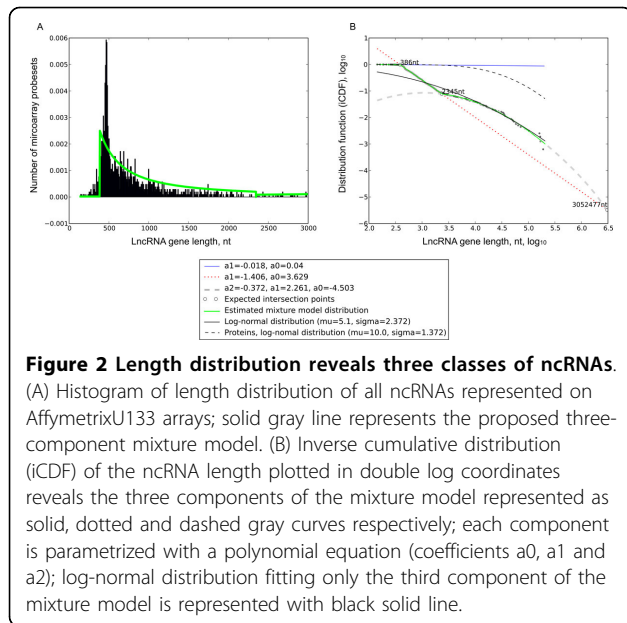 A
B
0.006
0.005
0.004
0.003
0.002
0.001
0.000
-0.001
Number of mircoarray probesets
0
500
1000
1500
2000
2500
3000
LncRNA gene length, nt
1
0
-1
-2
-3
-4
-5
-6
Distribution function (iCDF), log10
386nt
2345nt
3052477nt
2.0
2.5
3.0
3.5
4.0
4.5
5.0
5.5
6.0
6.5
LncRNA gene length, nt, log10
a1=-0.018, a0=0.04
a1=-1.406, a0=3.629
a2=-0.372, a1=2.261, a0=-4.503
Expected intersection points
Estimated mixture model distribution
Log-normal distribution (mu=5.1, sigma=2.372)
Proteins, log-nomal distribution (mu=10.0, sigma=1.372)
Figure 2 Length distribution reveals three classes of ncRNAs.
(A) Histogram of length distribution of all ncRNAs represented on
AffymetrixU133 arrays; solid gray line represents the proposed three-
component mixture model. (B) Inverse cumulative distribution
(iCDF) of the ncRNA length plotted in double log coordinates
reveals the three components of the mixture model represented as
solid, dotted and dashed gray curves respectively; each component
is parametrized with a polynomial equation (coefficients a0, a1 and
a2); log-normal distribution fitting only the third component of the
mixture model is represented with black solid line.